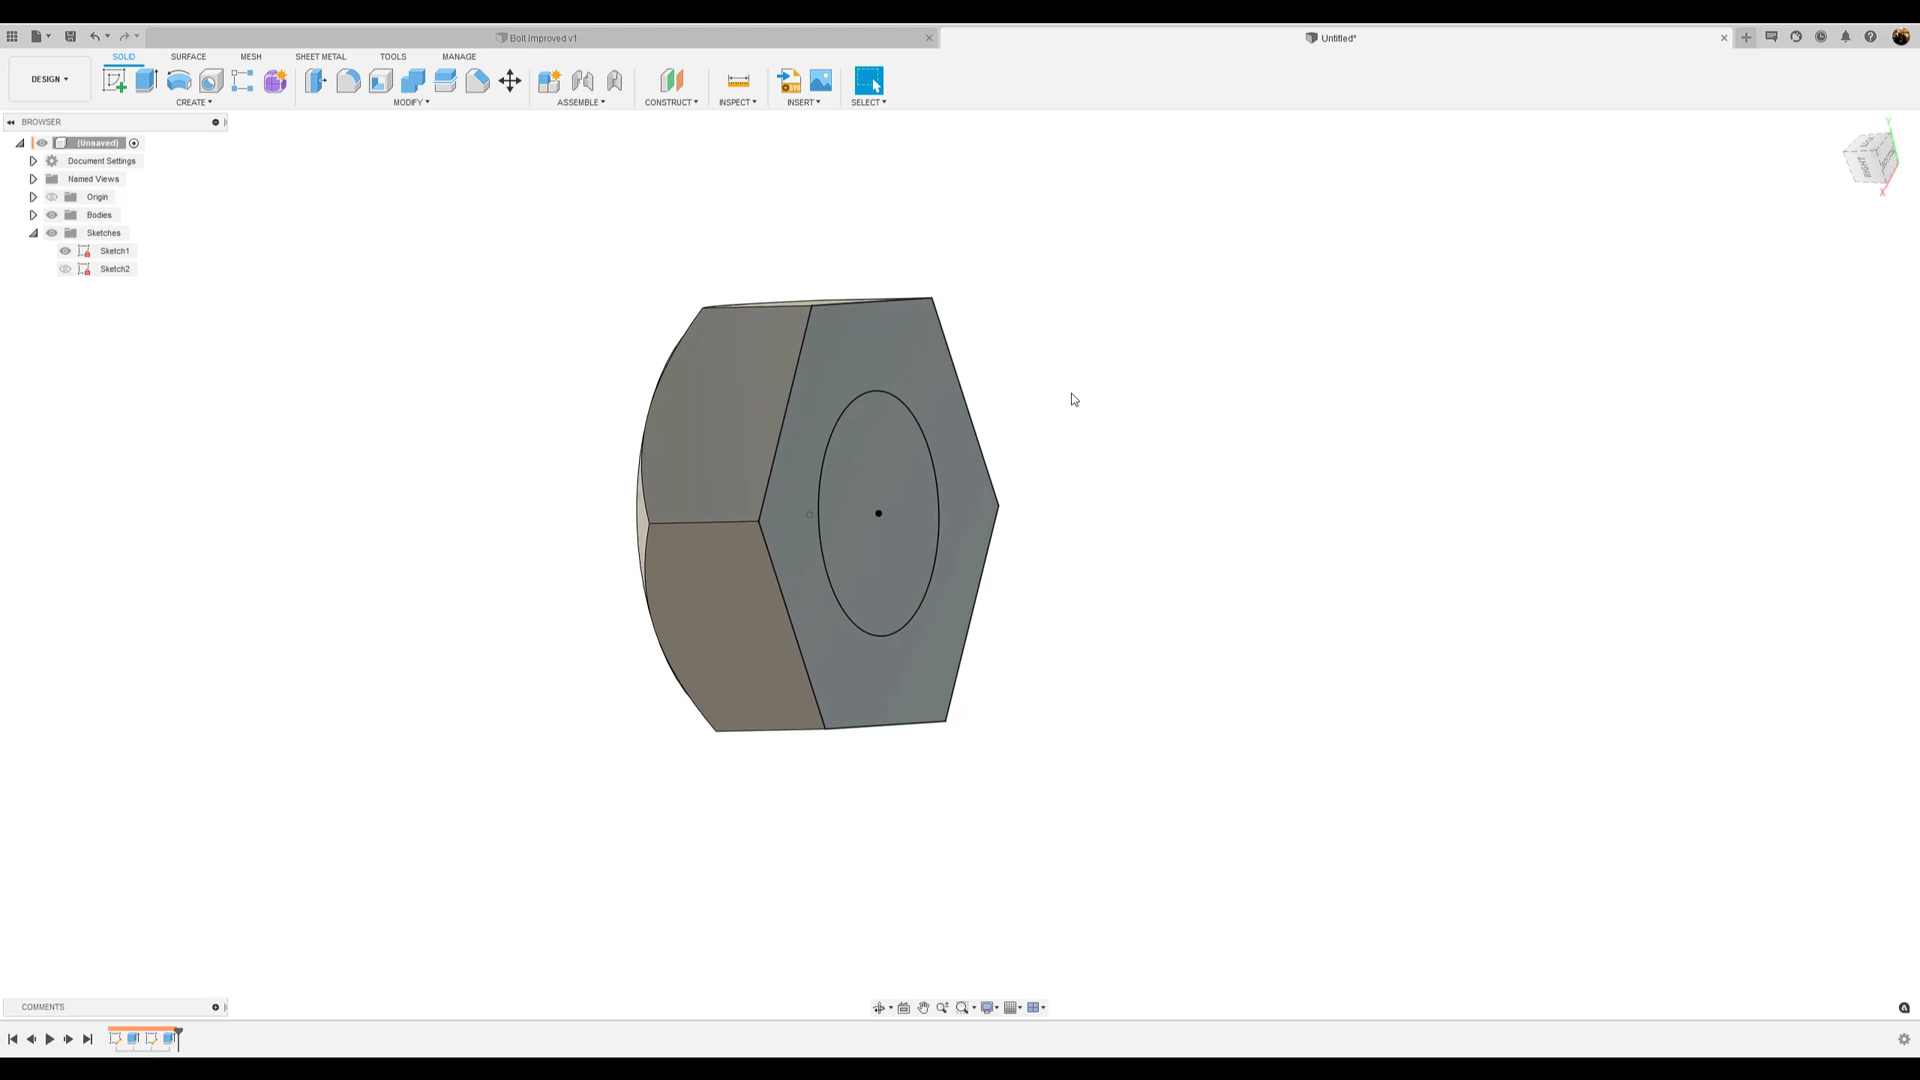 Bolt improved v1
Untitled*
SOLID
SURFACE
MESH
SHEET METAL
TOOLS
MANAGE
DESIGN
CREATE
MODIFY
ASSEMBLE
CONSTRUCT
INSPECT
INSERT
SELECT
BROWSER
(Unsaved)
Document Settings
Named Views
Origin
Bodies
Sketches
Sketch1
Sketch2
Y
RIGHT
X
COMMENTS